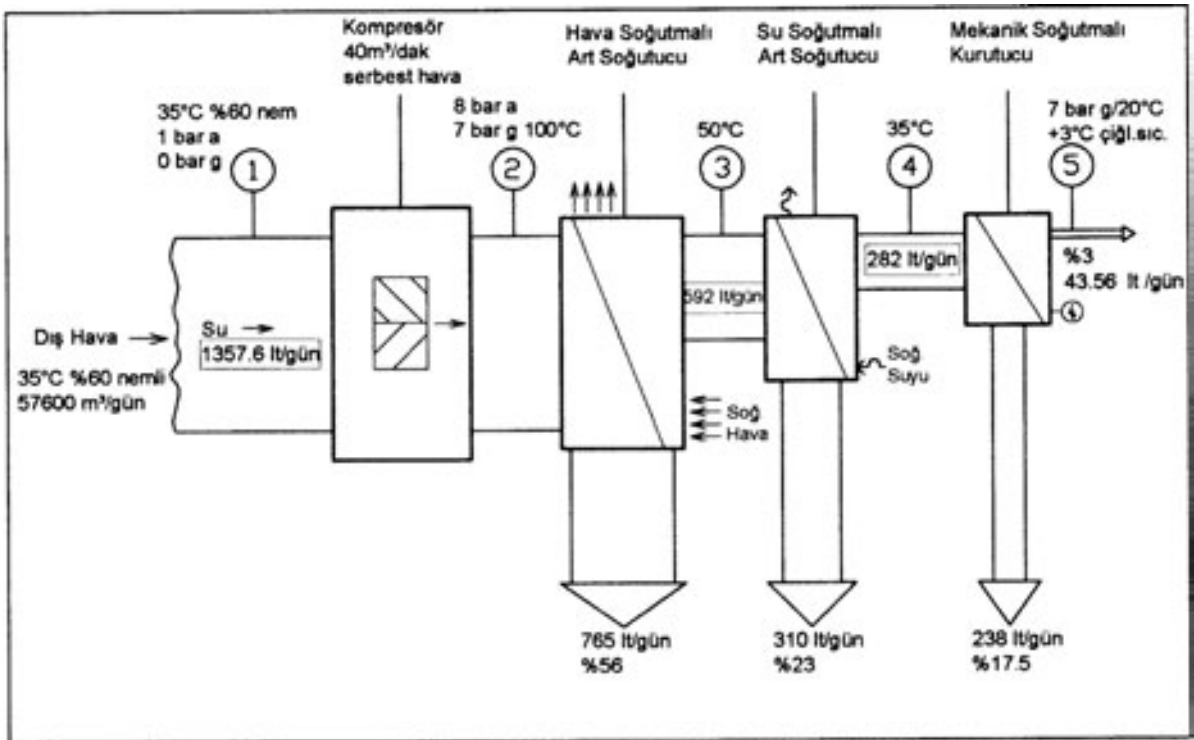 Kompresör
40m³/dak
serbest hava
Hava Soğutmalı
Art Soğutucu
Su Soğutmalı
Art Soğutucu
Mekanik Soğutmalı
Kurutucu
35°C %60 nem
1 bar a
0 bar g
8 bar a
7 bar g 100°C
50°C
35°C
7 bar g/20°C
+3°C çiğl.sıc.
1
2
3
4
5
Dış Hava
35°C %60 nemli
57600 m³/gün
Su
1357.6 lt/gün
592 lt/gün
282 lt/gün
%3
43.56 lt /gün
Soğ
Hava
Soğ
Suyu
765 lt/gün
%56
310 lt/gün
%23
238 lt/gün
%17.5